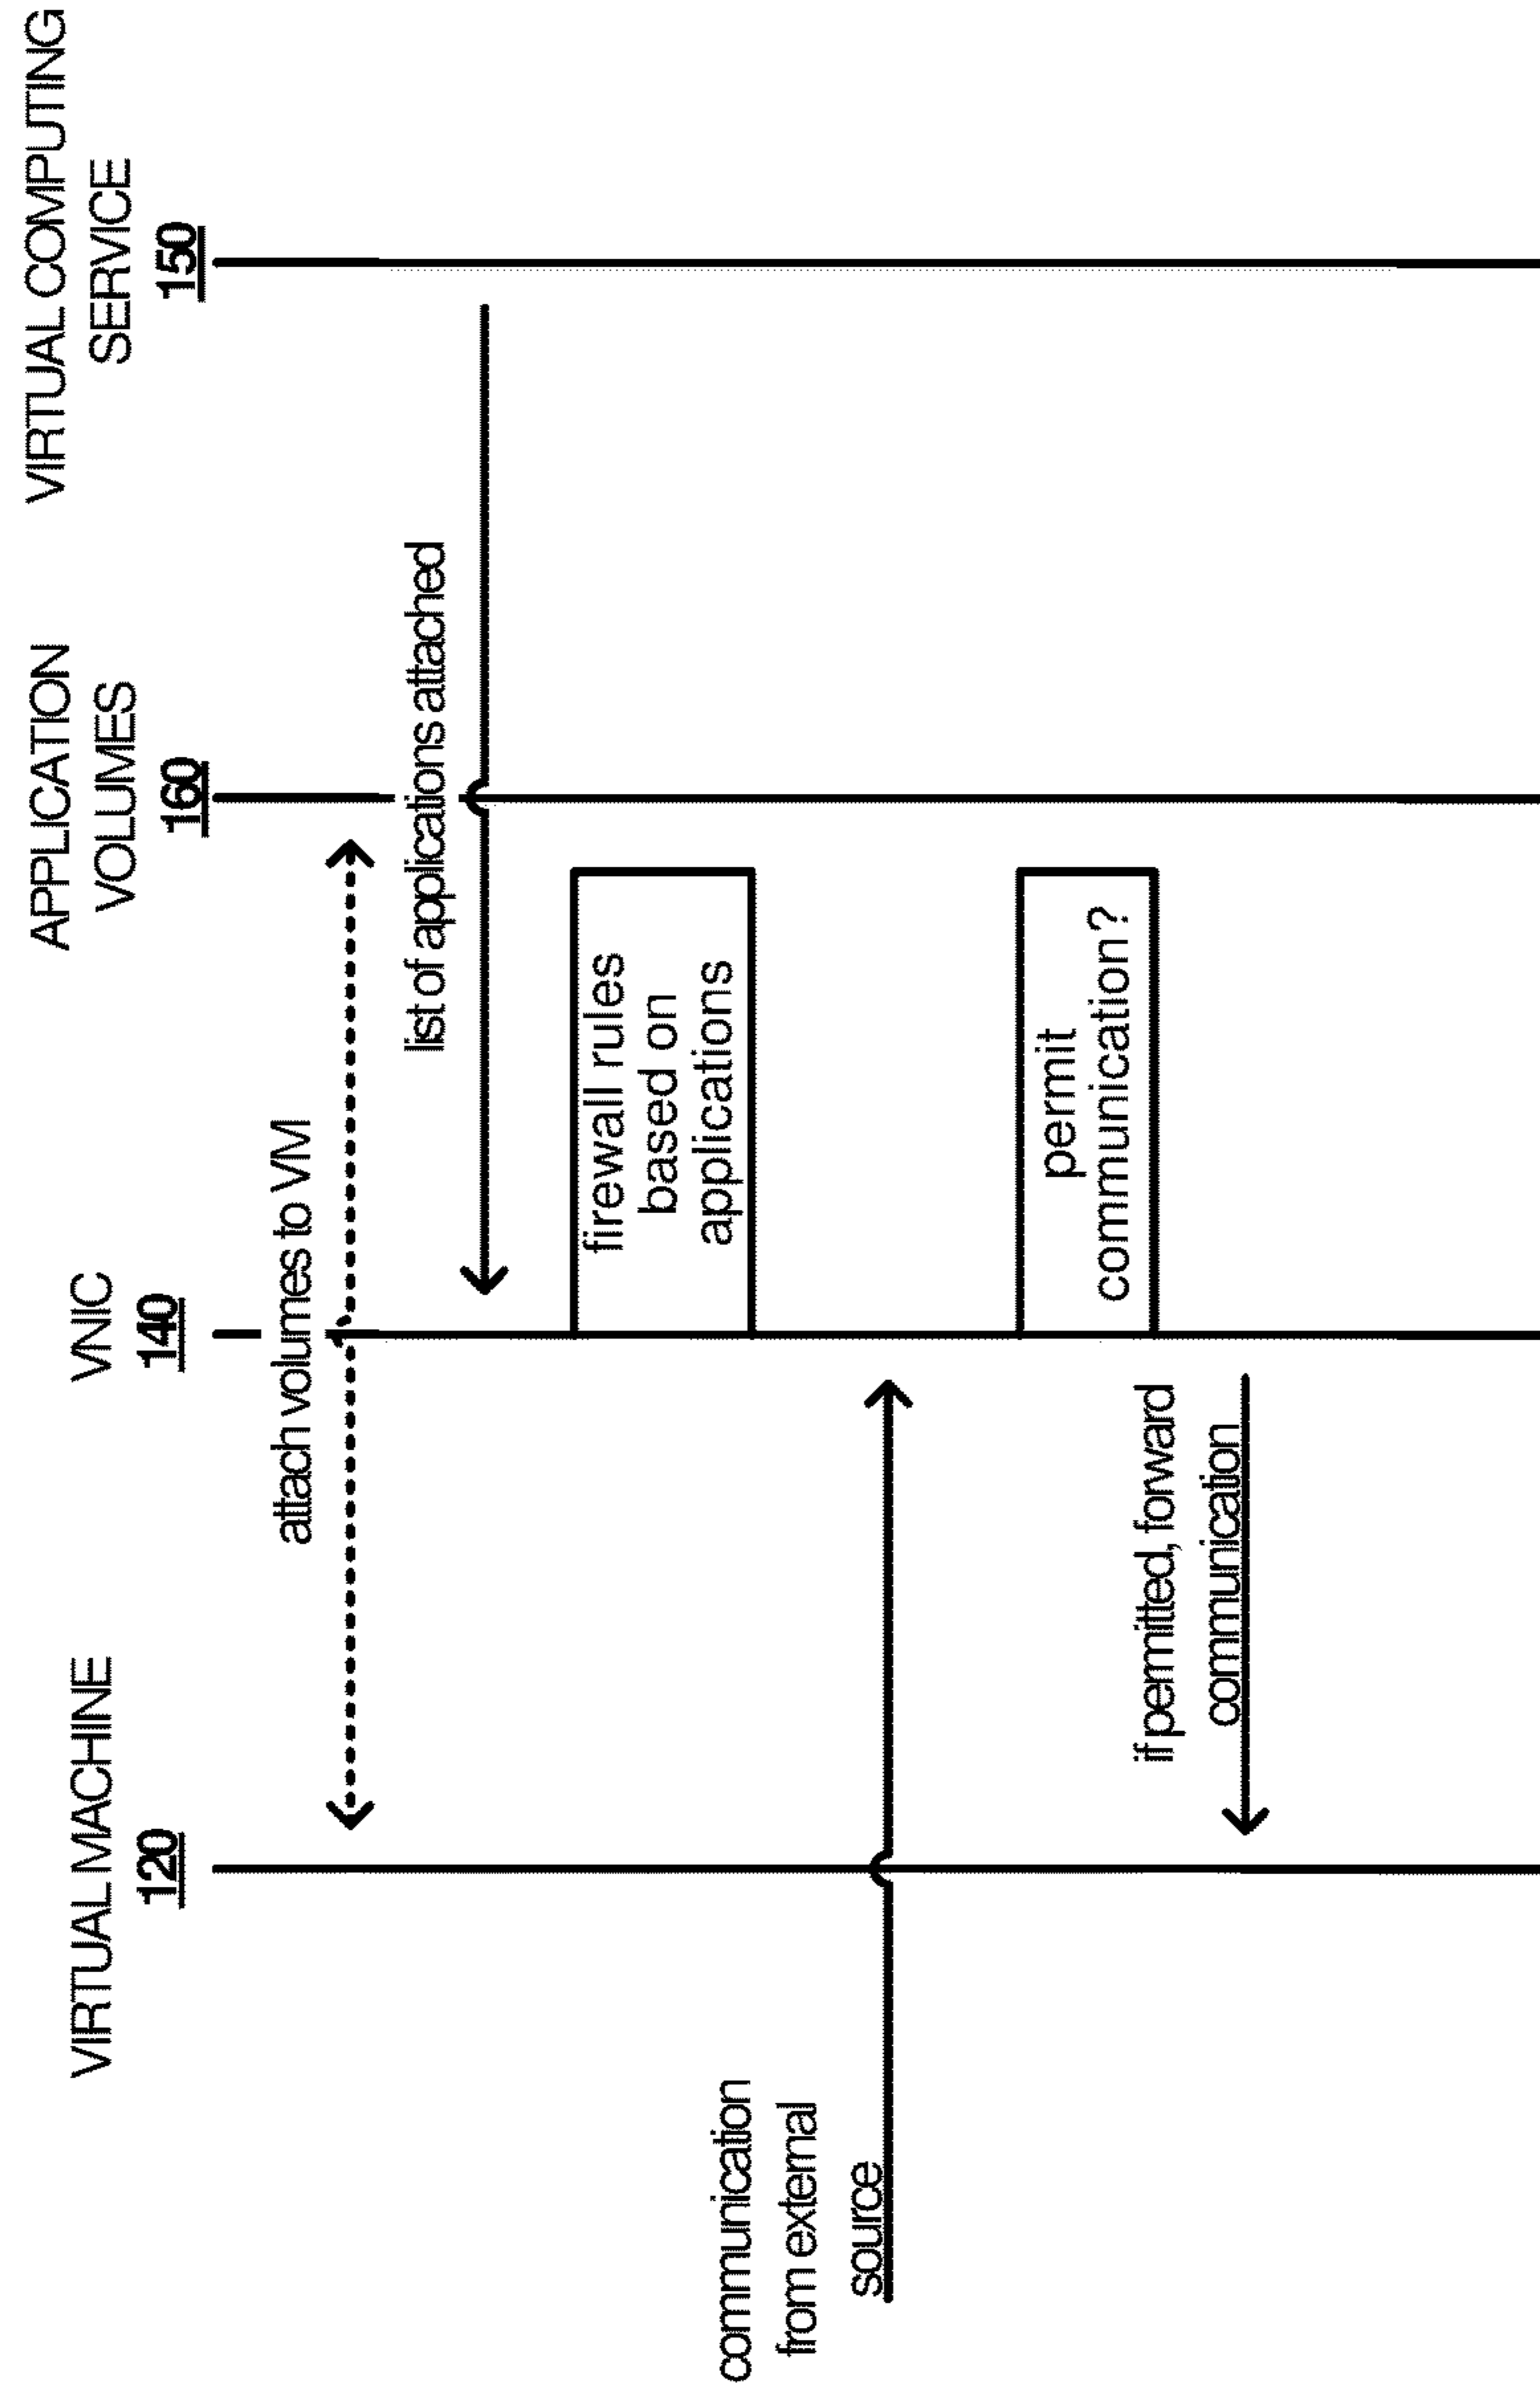 VIRTUAL MACHINE
120
VNIC
140
APPLICATION
VOLUMES
160
VIRTUAL COMPUTING
SERVICE
150
attach volumes to VM
list of applications attached
firewall rules
based on
applications
communication
from external
source
permit
communication?
if permitted, forward
communication